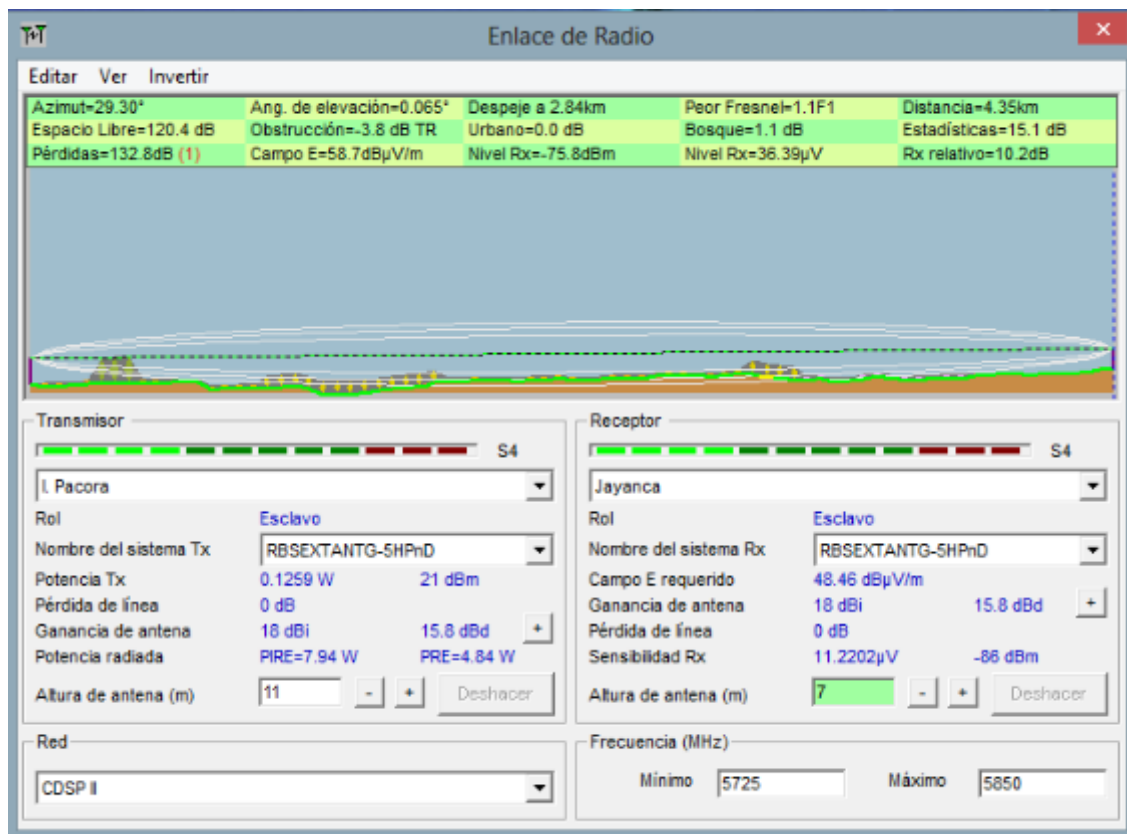 Enlace de Radio
Editar Ver Invertir
Azimut=29.30° Ang. de elevación=0.065° Despeje a 2.84km Peor Fresnel=1.1F1 Distancia=4.35km
Espacio Libre=120.4 dB Obstrucción=-3.8 dB TR Urbano=0.0 dB Bosque=1.1 dB Estadísticas=15.1 dB
Pérdidas=132.8dB (1) Campo E=58.7dBμV/m Nivel Rx=-75.8dBm Nivel Rx=36.39μV Rx relativo=10.2dB
Transmisor
S4
I. Pacora
Rol Esclavo
Nombre del sistema Tx RBSEXTANTG-5HPnD
Potencia Tx 0.1259 W 21 dBm
Pérdida de línea 0 dB
Ganancia de antena 18 dBi 15.8 dBd +
Potencia radiada PIRE=7.94 W PRE=4.84 W
Altura de antena (m) 11 - + Deshacer
Receptor
S4
Jayanca
Rol Esclavo
Nombre del sistema Rx RBSEXTANTG-5HPnD
Campo E requerido 48.46 dBμV/m
Ganancia de antena 18 dBi 15.8 dBd +
Pérdida de línea 0 dB
Sensibilidad Rx 11.2202μV -86 dBm
Altura de antena (m) 7 - + Deshacer
Red
CDSP II
Frecuencia (MHz)
Mínimo 5725 Máximo 5850